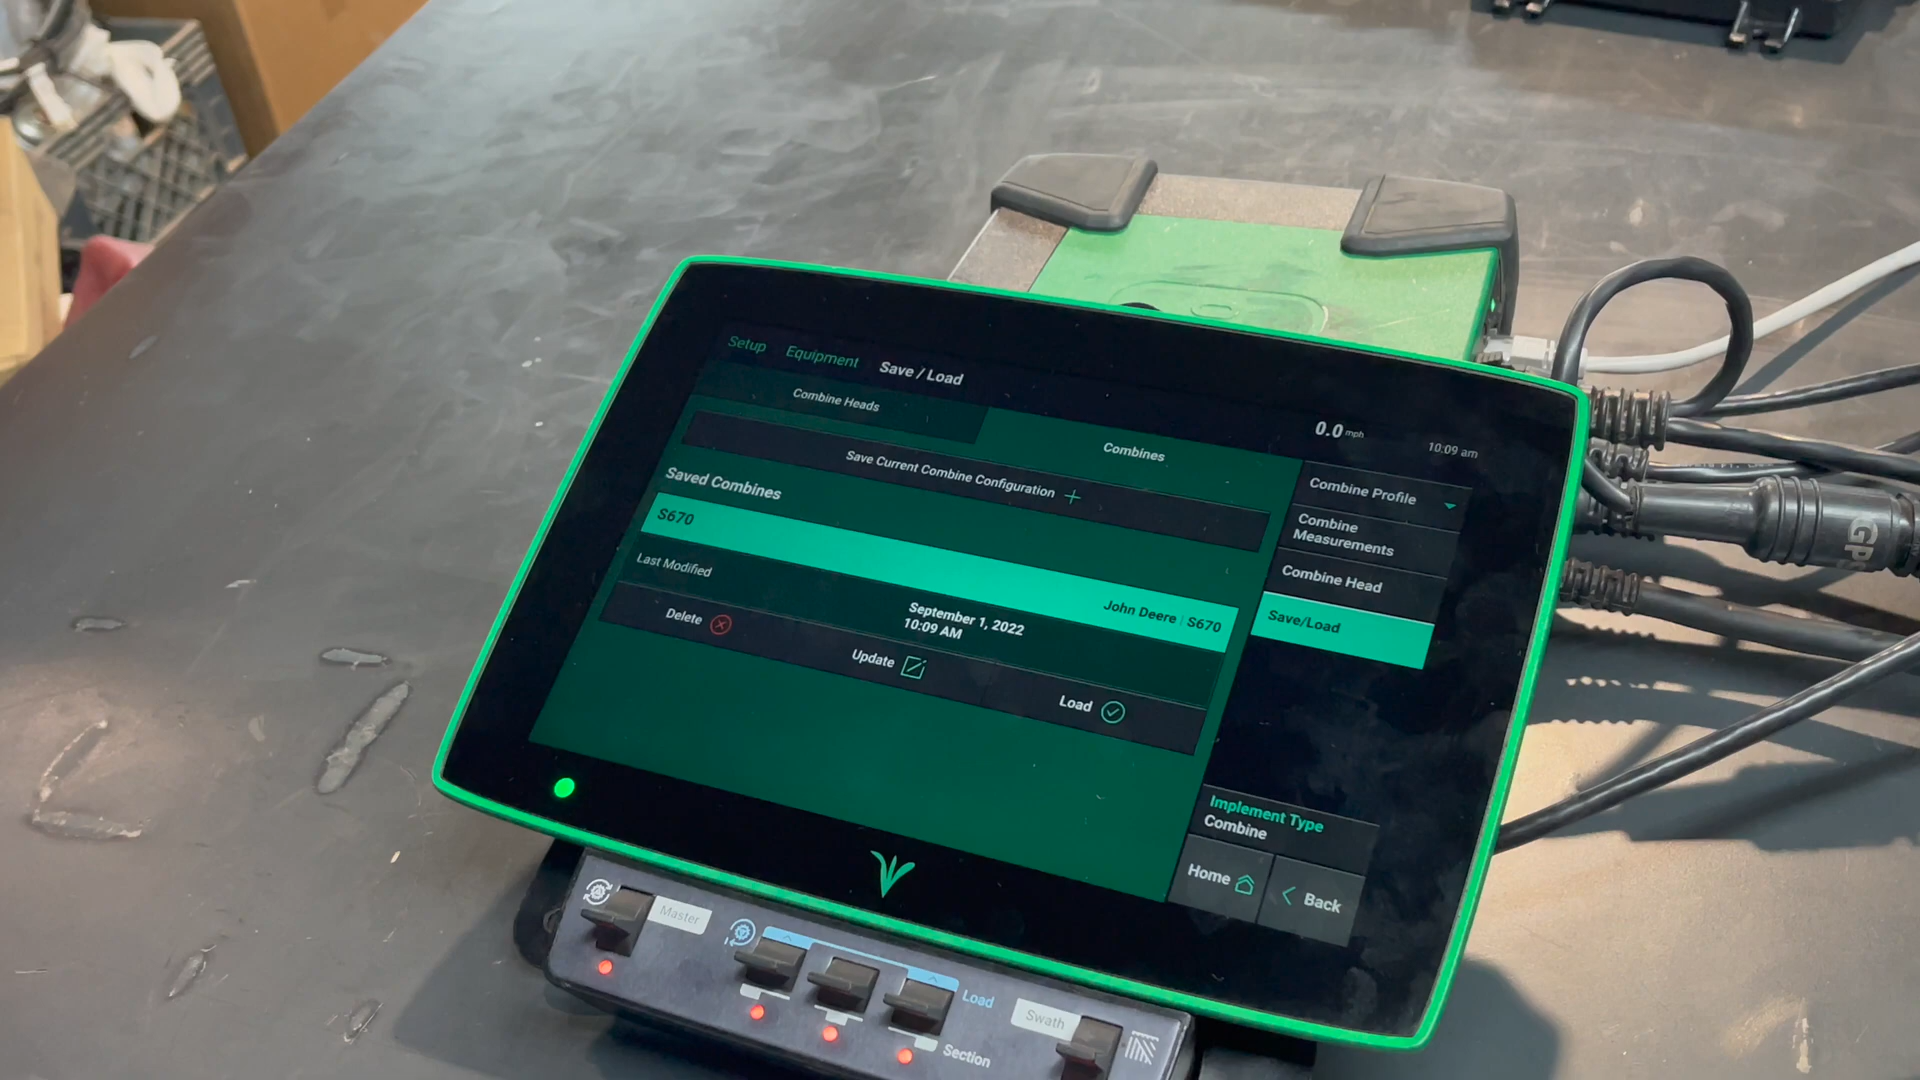 Setup Equipment Save / Load
0.0 mph 10:09 am
Combine Heads
Combines
Save Current Combine Configuration
Saved Combines
S670
John Deere | S670
Last Modified
September 1, 2022
10:09 AM
Delete
Update
Load
Combine Profile
Combine
Measurements
Combine Head
Save/Load
Implement Type
Combine
Home
Back
Master
Load
Section
Swath